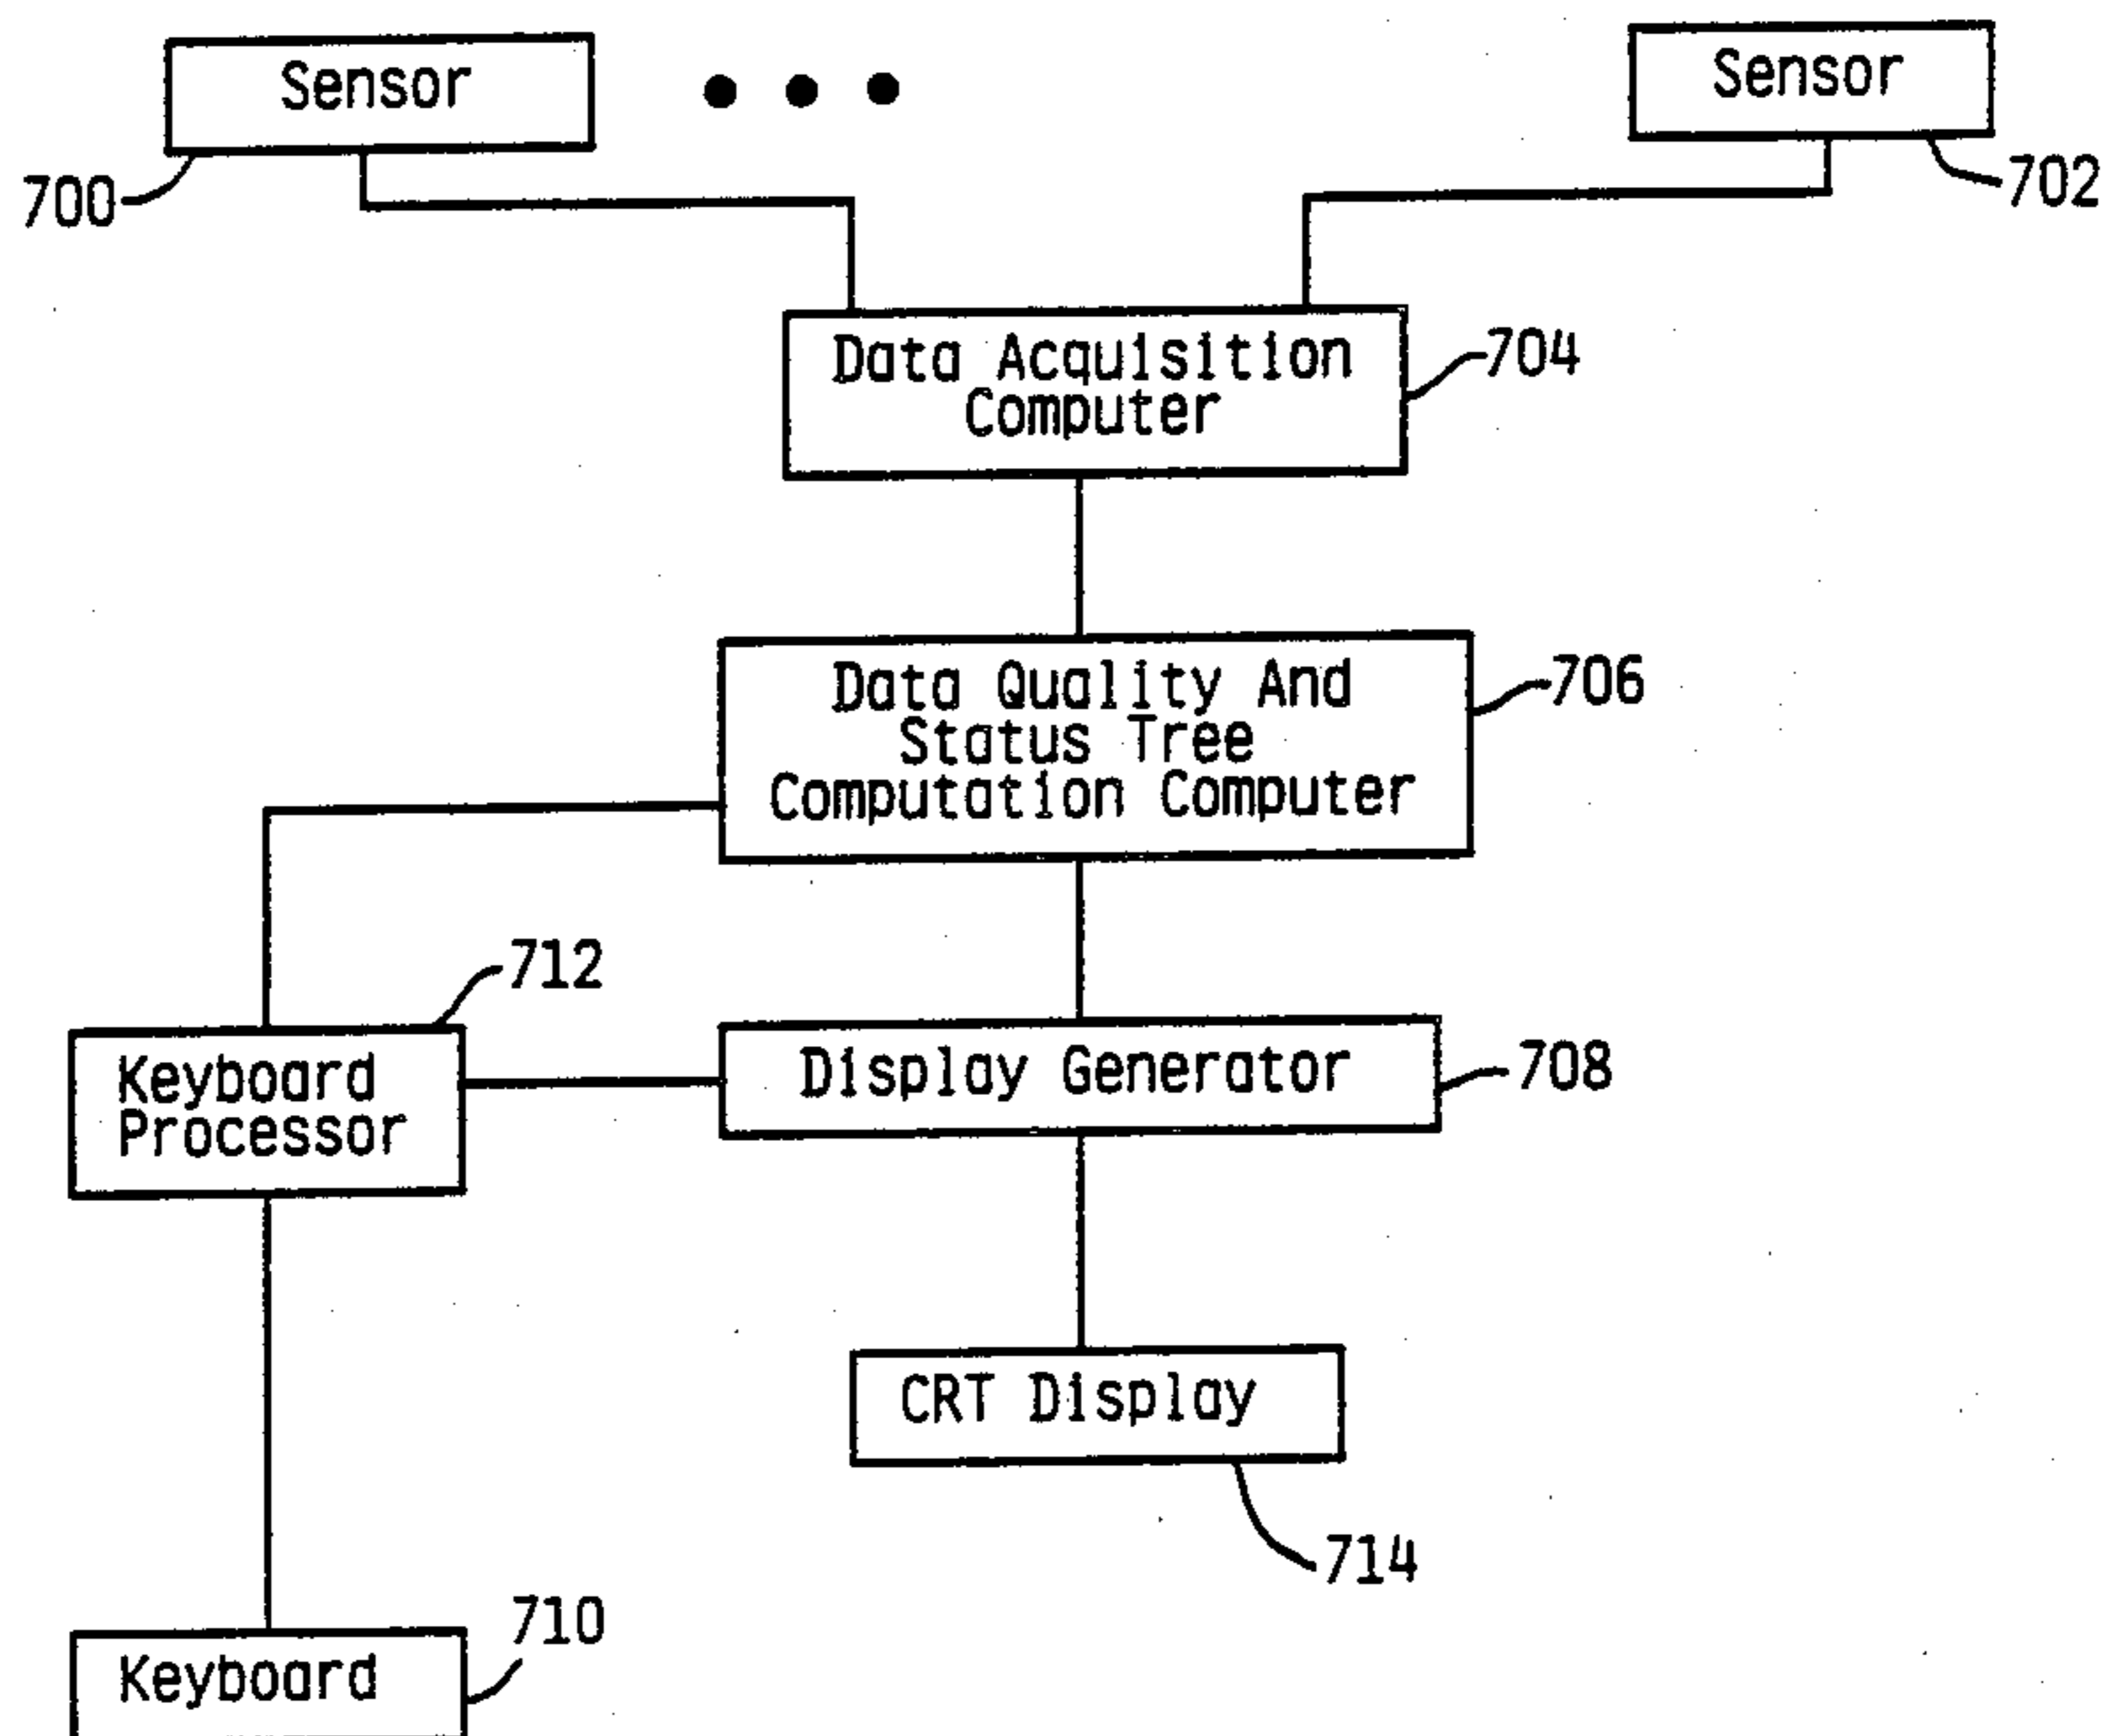 Sensor
Sensor
700
702
Data Acquisition
Computer
704
Data Quality And
Status Tree
Computation Computer
706
712
Keyboard
Processor
Display Generator
708
CRT Display
714
710
Keyboard